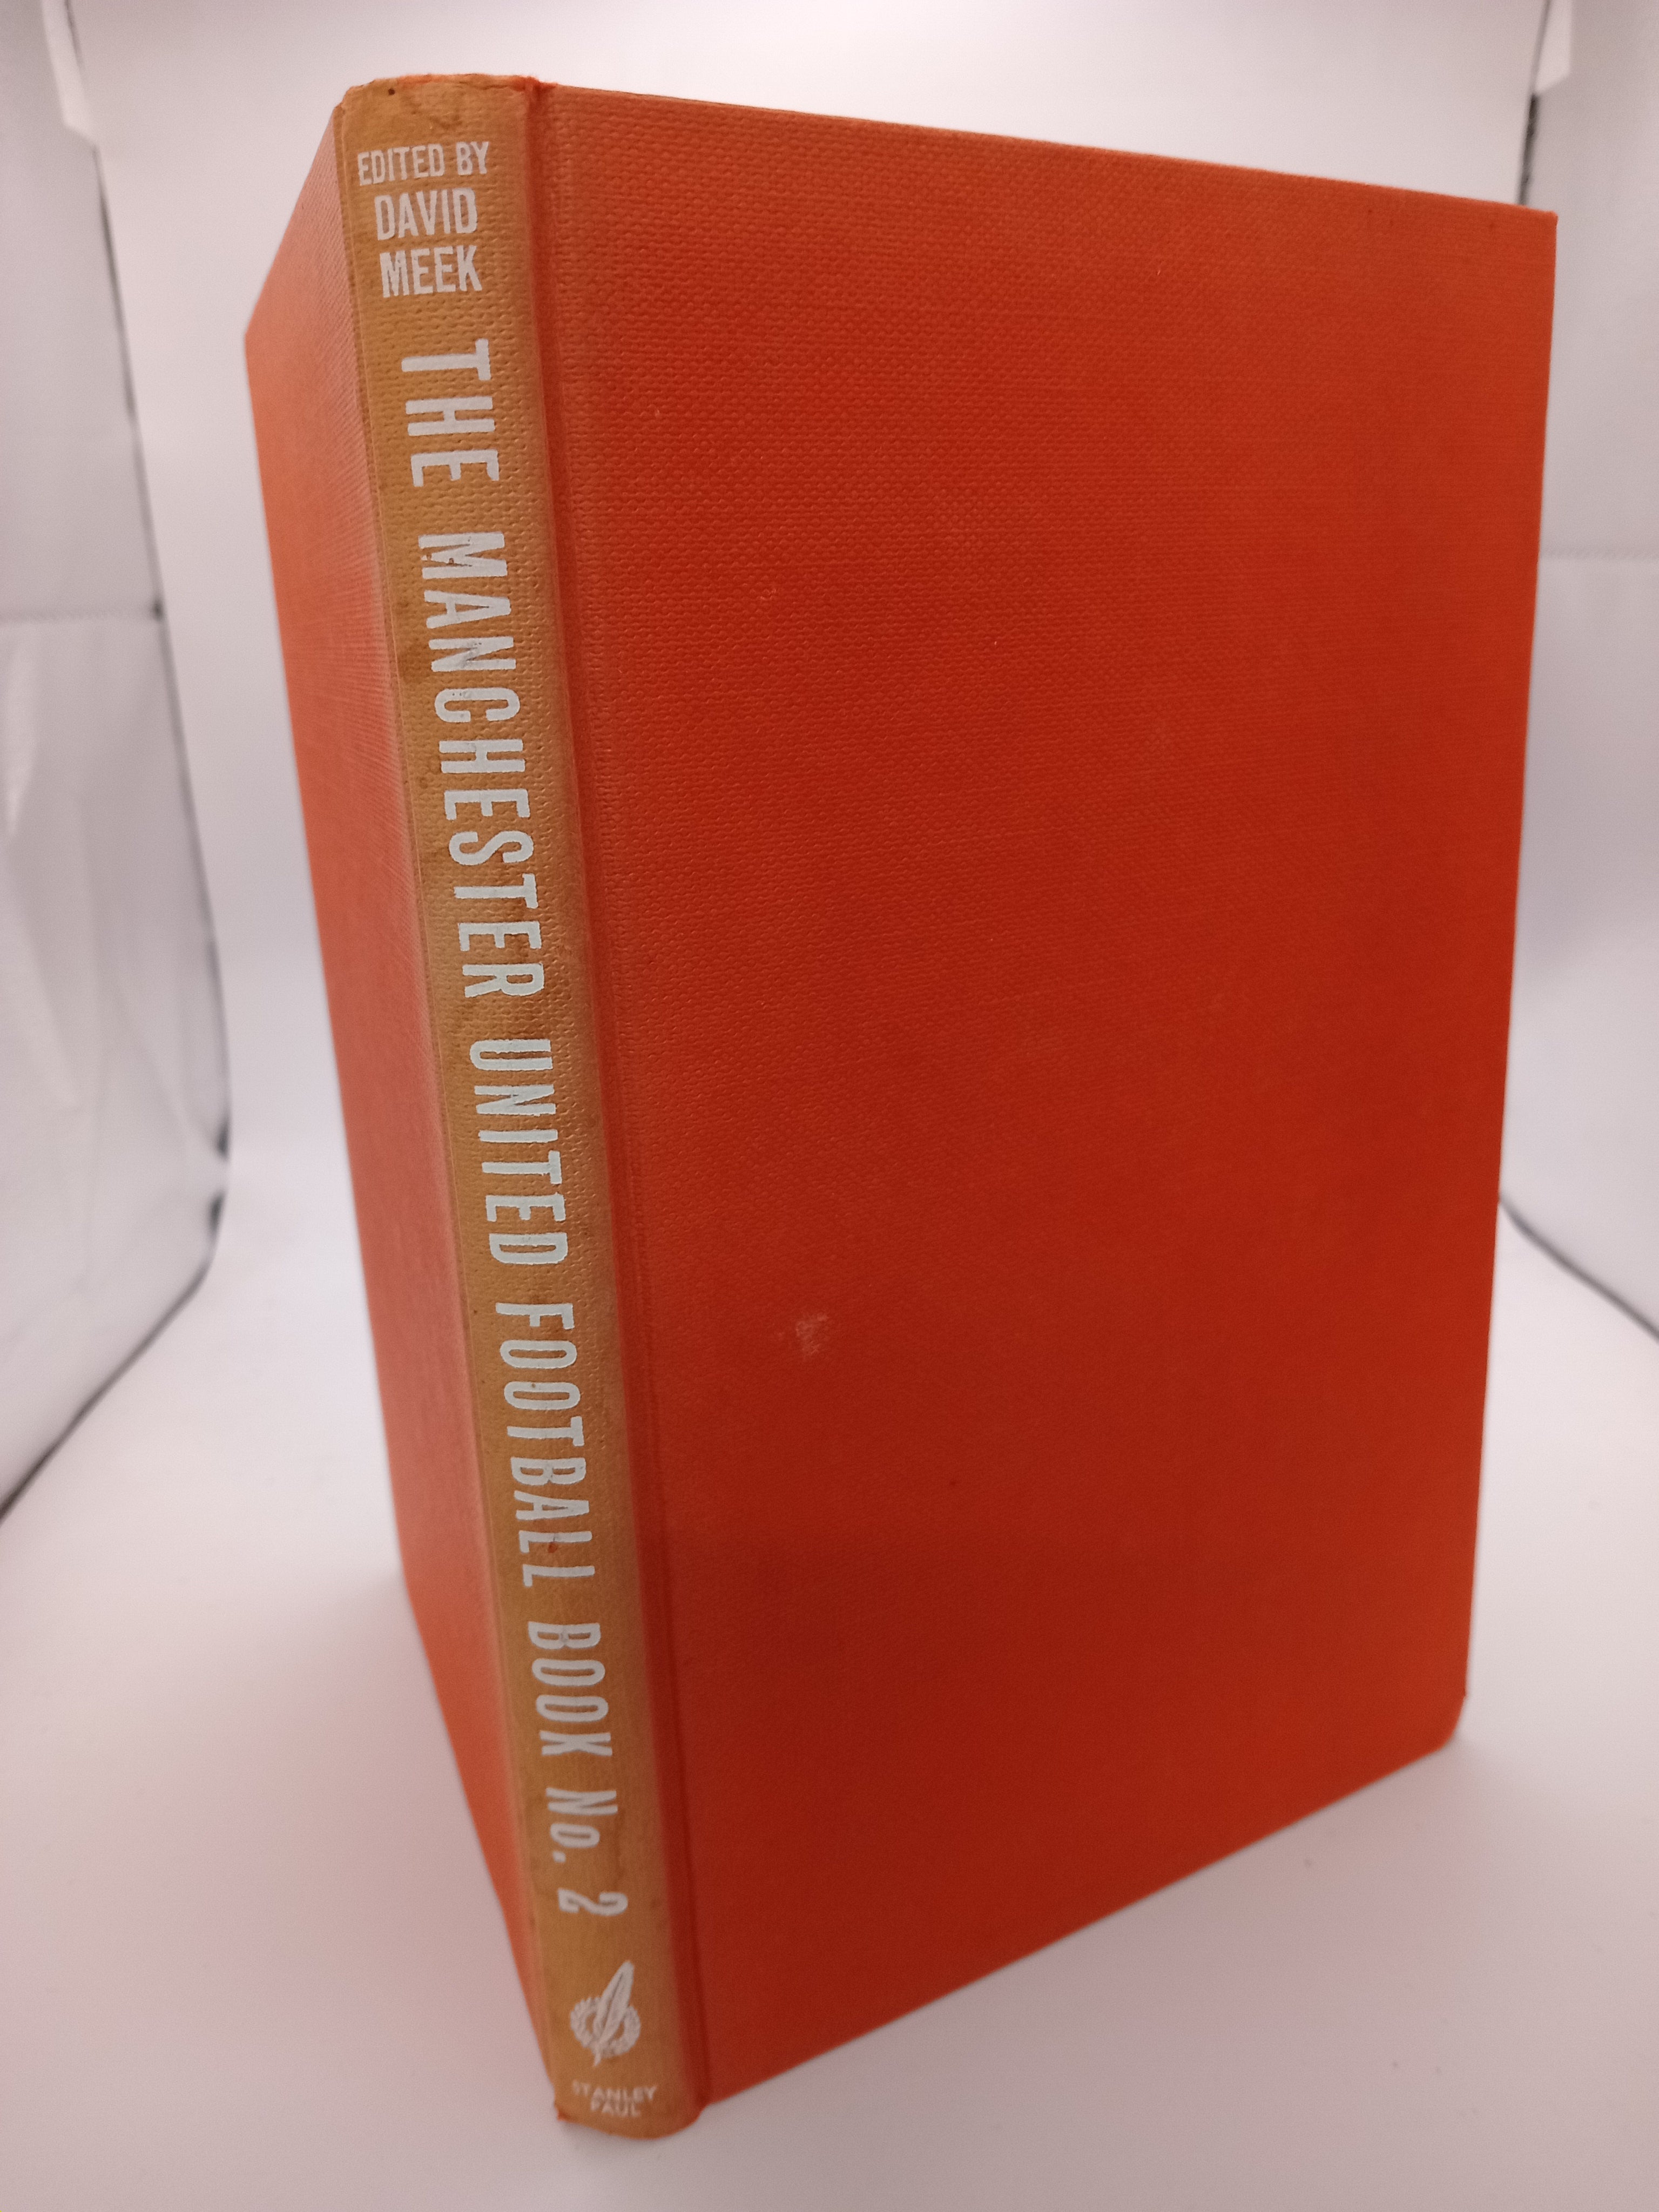 EDITED BY
DAVID
MEEK
THE MANCHESTER UNITED FOOTBALL BOOK No. 2
STANLEY
PAUL